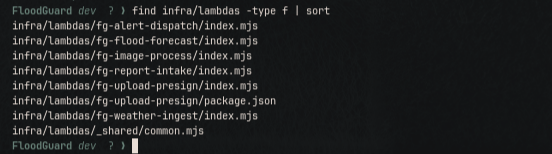 FloodGuard dev ? ❯ find infra/lambdas -type f | sort
infra/lambdas/fg-alert-dispatch/index.mjs
infra/lambdas/fg-flood-forecast/index.mjs
infra/lambdas/fg-image-process/index.mjs
infra/lambdas/fg-report-intake/index.mjs
infra/lambdas/fg-upload-presign/index.mjs
infra/lambdas/fg-upload-presign/package.json
infra/lambdas/fg-weather-ingest/index.mjs
infra/lambdas/_shared/common.mjs
FloodGuard dev ? ❯